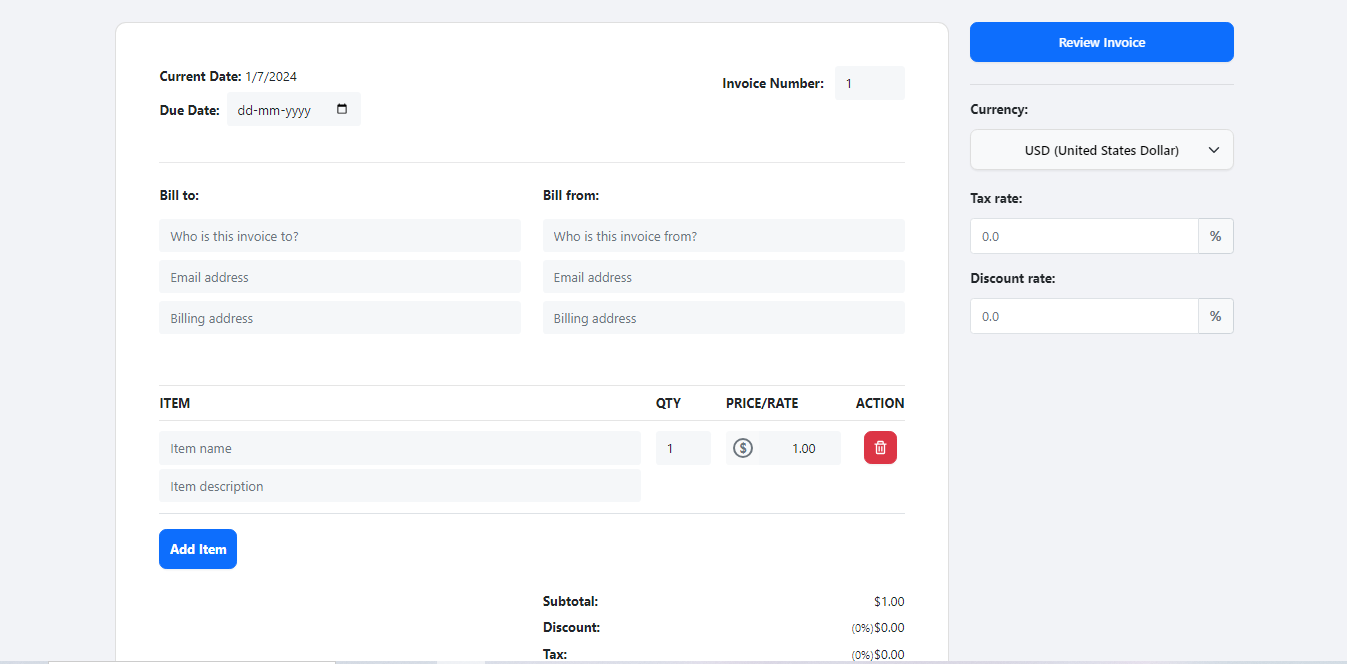 Review Invoice
Current Date: 1/7/2024
Invoice Number: 1
Due Date: dd-mm-yyyy
Currency:
USD (United States Dollar)
Bill to: Bill from:
Tax rate:
Who is this invoice to? Who is this invoice from?
0.0 %
Email address Email address
Discount rate:
Billing address Billing address
0.0 %
ITEM QTY PRICE/RATE ACTION
Item name 1 $ 1.00
Item description
Add Item
Subtotal: $1.00
Discount: (0%)$0.00
Tax: (0%)$0.00